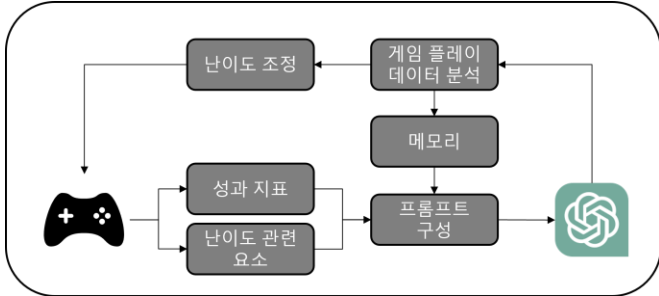 난이도 조정
게임 플레이
데이터 분석
메모리
성과 지표
난이도 관련
요소
프롬프트
구성